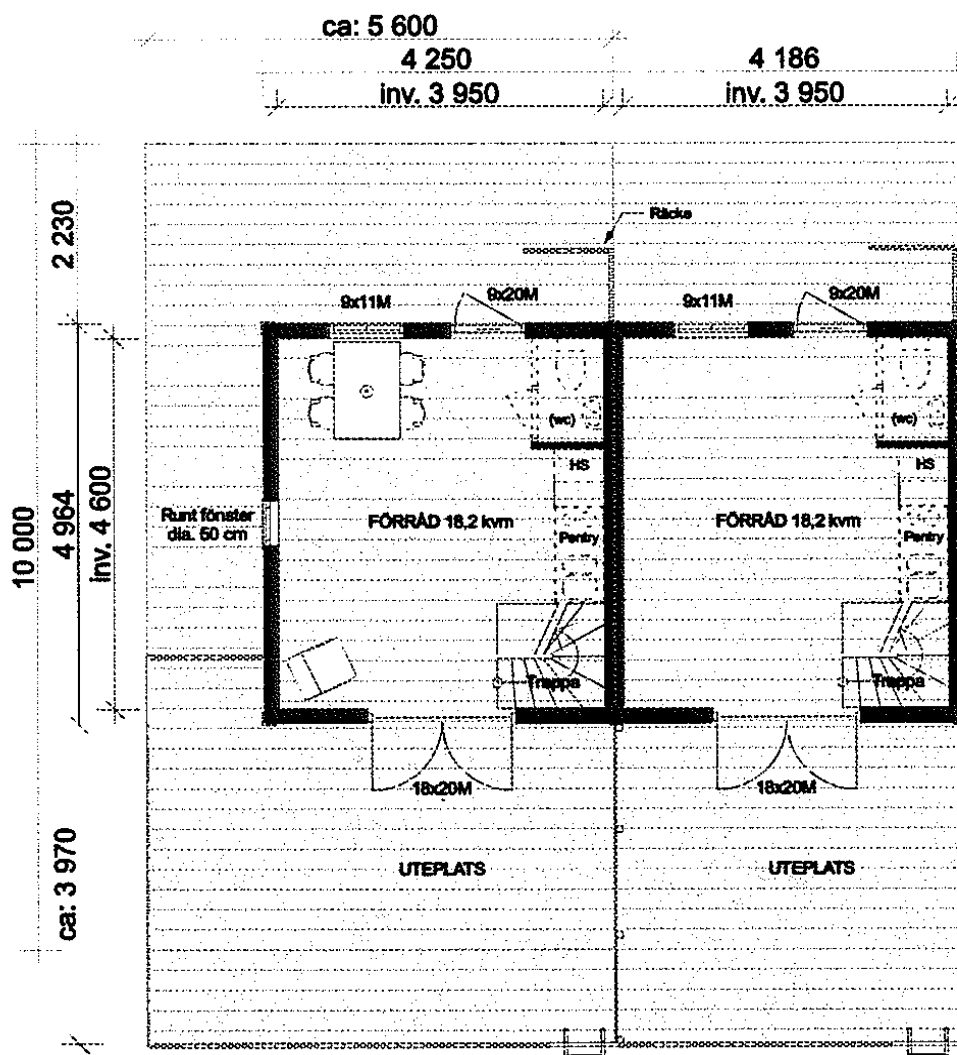 ca: 5 600
4 250
4 186
inv. 3 950
inv. 3 950
2 230
Räcke
9x11M
9x20M
9x11M
9x20M
(wc)
(wc)
HS
HS
10 000
4 964
inv. 4 600
Runt fönster
dia. 50 cm
FÖRRÅD 18,2 kvm
Pentry
FÖRRÅD 18,2 kvm
Pentry
Trappa
Trappa
18x20M
18x20M
ca: 3 970
UTEPLATS
UTEPLATS